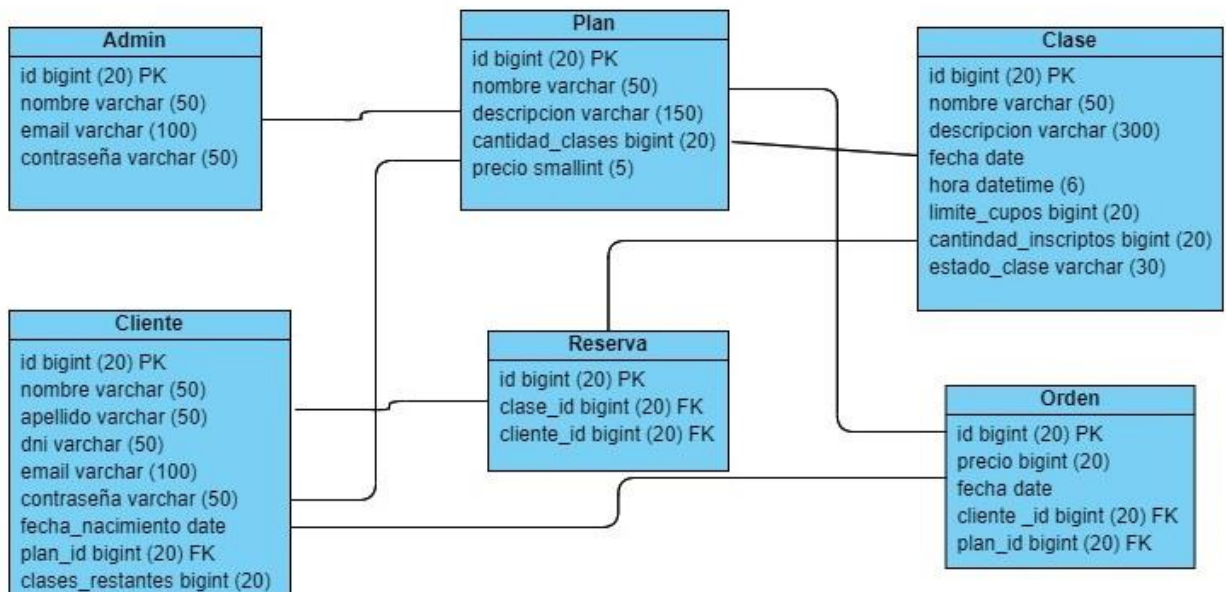 Admin
id bigint (20) PK
nombre varchar (50)
email varchar (100)
contraseña varchar (50)
Plan
id bigint (20) PK
nombre varchar (50)
descripcion varchar (150)
cantidad_clases bigint (20)
precio smallint (5)
Clase
id bigint (20) PK
nombre varchar (50)
descripcion varchar (300)
fecha date
hora datetime (6)
limite_cupos bigint (20)
cantindad_inscriptos bigint (20)
estado_clase varchar (30)
Cliente
id bigint (20) PK
nombre varchar (50)
apellido varchar (50)
dni varchar (50)
email varchar (100)
contraseña varchar (50)
fecha_nacimiento date
plan_id bigint (20) FK
clases_restantes bigint (20)
Reserva
id bigint (20) PK
clase_id bigint (20) FK
cliente_id bigint (20) FK
Orden
id bigint (20) PK
precio bigint (20)
fecha date
cliente _id bigint (20) FK
plan_id bigint (20) FK